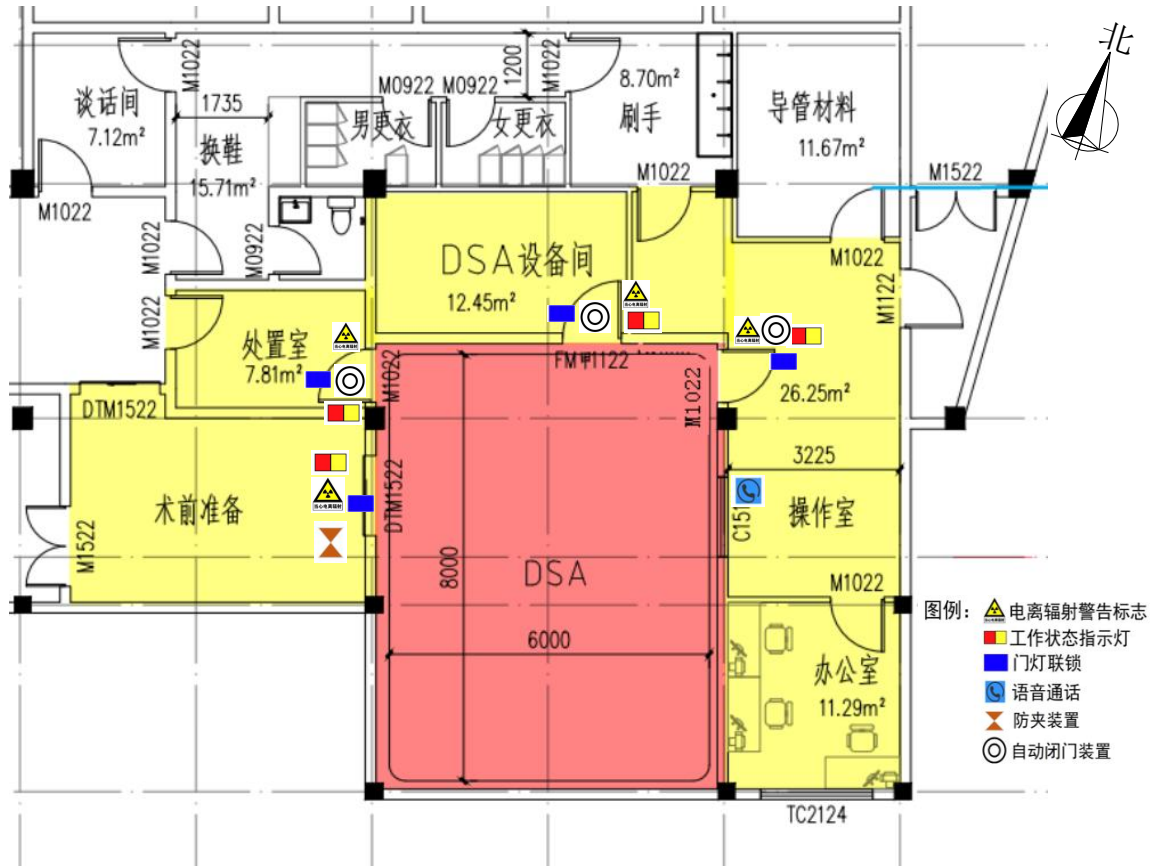 北
谈话间
7.12m²
M1022
1735
换鞋
15.71m²
M0922
M0922
男更衣
女更衣
1200
M1022
8.70m²
刷手
导管材料
11.67m²
M1022
M1522
M1022
M1022
M0922
DSA设备间
12.45m²
M1022
M1122
M1022
处置室
7.81m²
M1022
FM甲1122
M1022
26.25m²
DTM1522
3225
术前准备
DTM1522
M1522
操作室
8000
DSA
M1022
6000
办公室
11.29m²
TC2124
图例：
电离辐射警告标志
工作状态指示灯
门灯联锁
语音通话
防夹装置
自动闭门装置